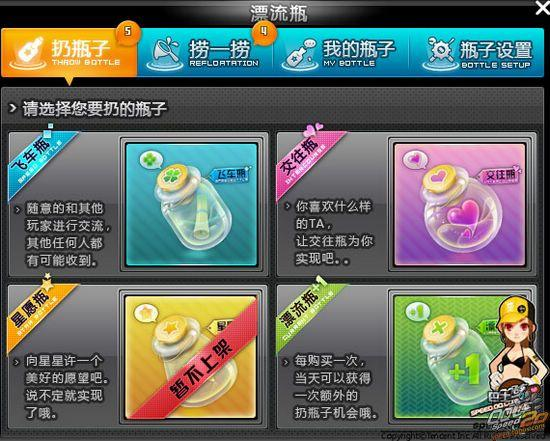 漂流瓶
扔瓶子
THROW BOTTLE
5
捞一捞
REFLOATATION
4
我的瓶子
MY BOTTLE
瓶子设置
BOTTLE SETUP
请选择您要扔的瓶子
飞车瓶
飞车瓶
随意的和其他
玩家进行交流,
其他任何人都
有可能收到。
交往瓶
交往瓶
你喜欢什么样
的TA,
让交往瓶为你
实现吧。。
星愿瓶
星
暂不上架
向星星许一个
美好的愿望吧。
说不定就实现
了哦。
漂流瓶+1
+1
每购买一次,
当天可以获得
一次额外的
扔瓶子机会哦。